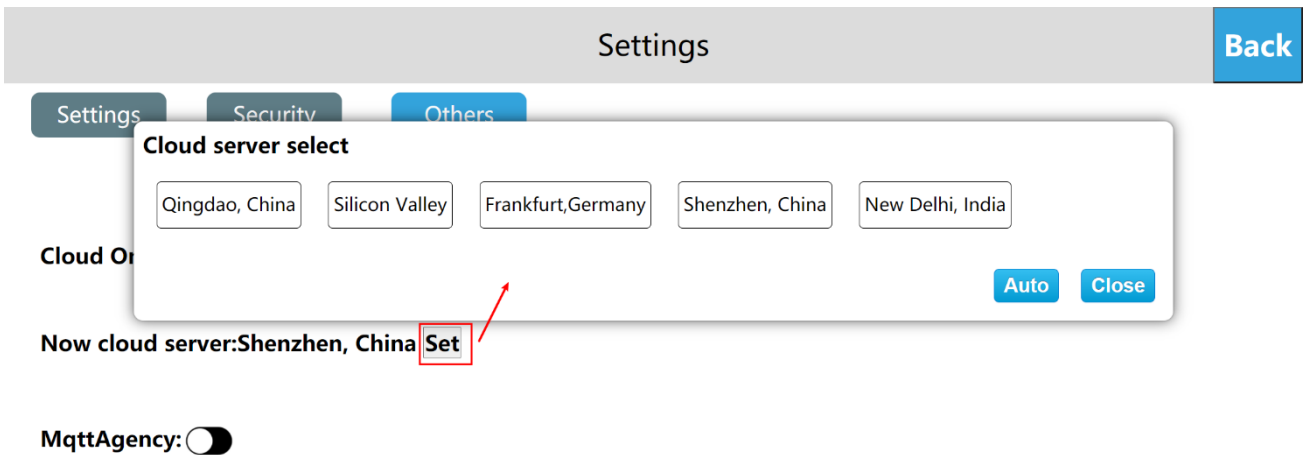 Settings
Back
Settings Security Others
Cloud server select
Qingdao, China Silicon Valley Frankfurt,Germany Shenzhen, China New Delhi, India
Cloud
Auto Close
Now cloud server:Shenzhen, China Set
MqttAgency: